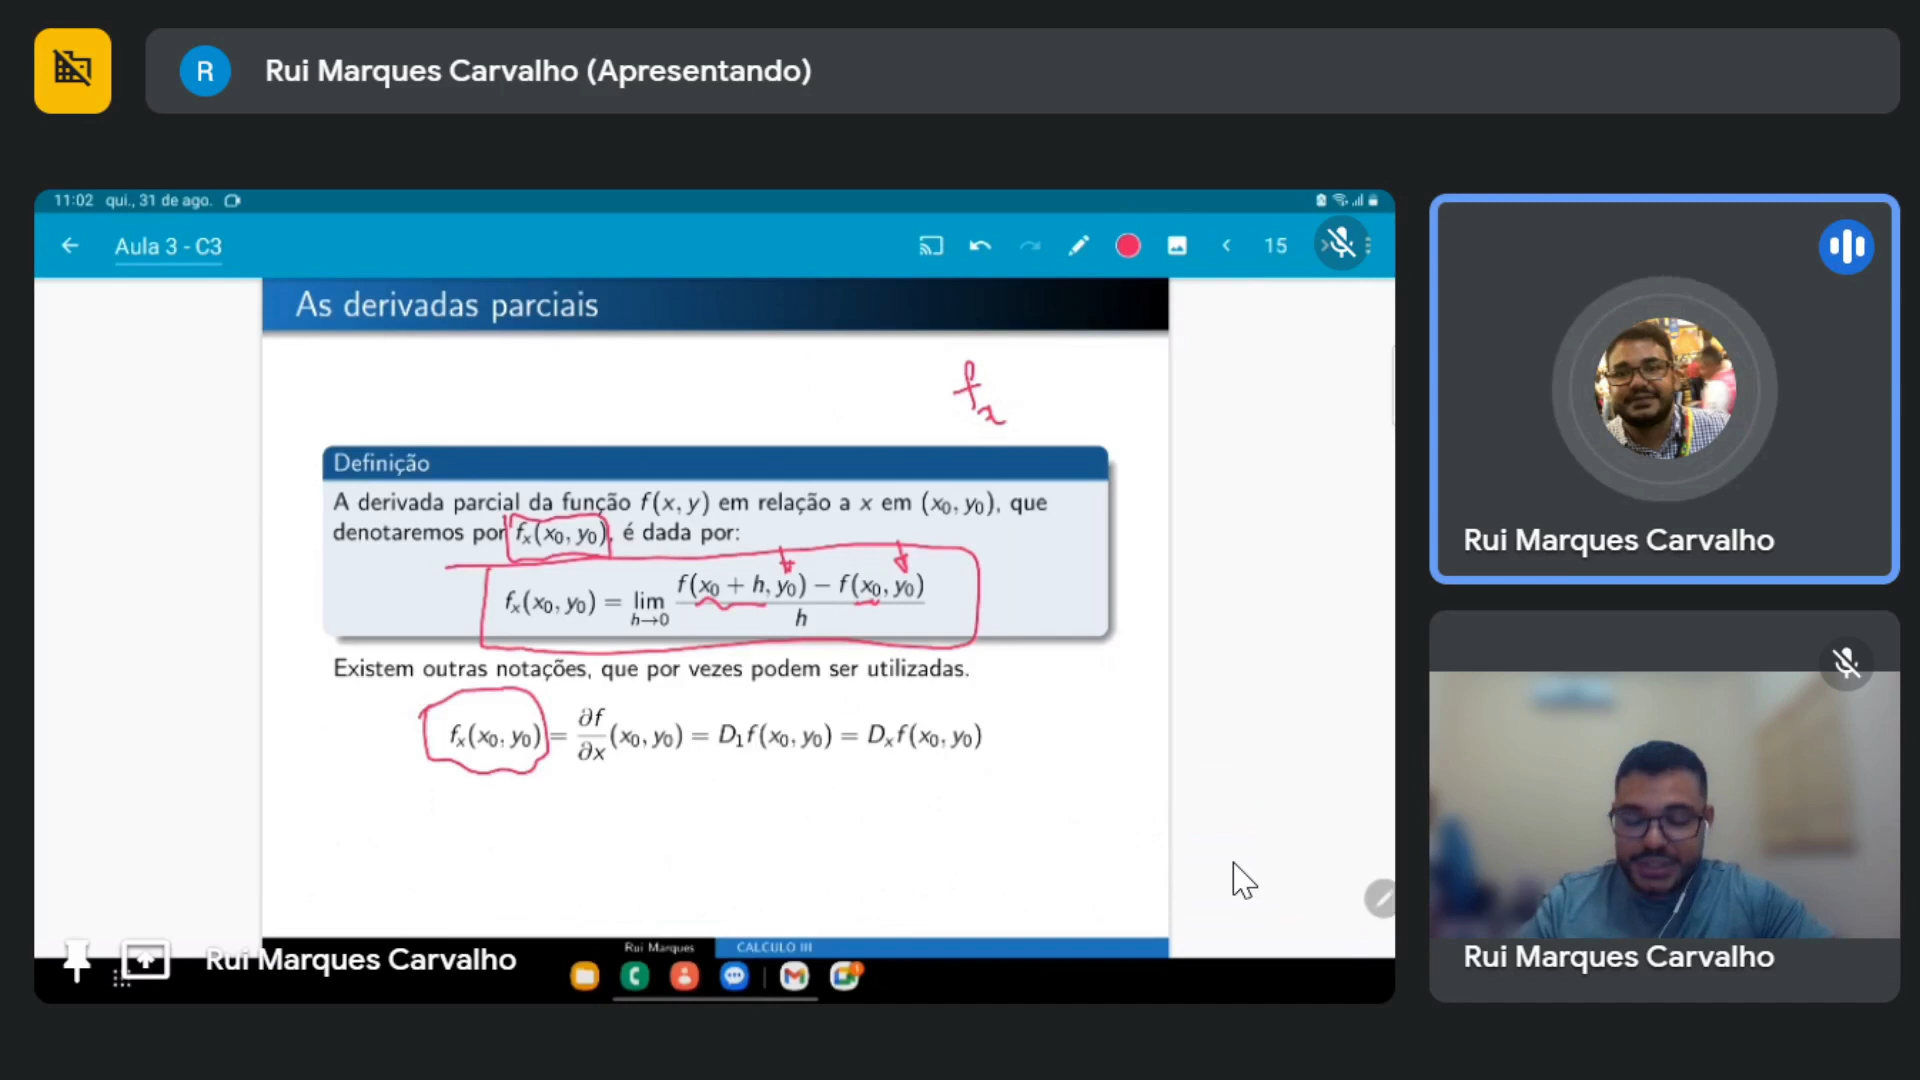 R
Rui Marques Carvalho (Apresentando)
11:02 qui., 31 de ago.
Aula 3 - C3
15
As derivadas parciais
f_x
Definição
A derivada parcial da função f(x, y) em relação a x em (x₀, y₀), que
denotaremos por f_x(x₀, y₀), é dada por:
f_x(x₀, y₀) = lim_{h→0} \frac{f(x₀ + h, y₀) − f(x₀, y₀)}{h}
Existem outras notações, que por vezes podem ser utilizadas.
f_x(x₀, y₀) = \frac{∂f}{∂x}(x₀, y₀) = D₁f(x₀, y₀) = D_xf(x₀, y₀)
Rui Marques CALCULO III
Rui Marques Carvalho
Rui Marques Carvalho
Rui Marques Carvalho